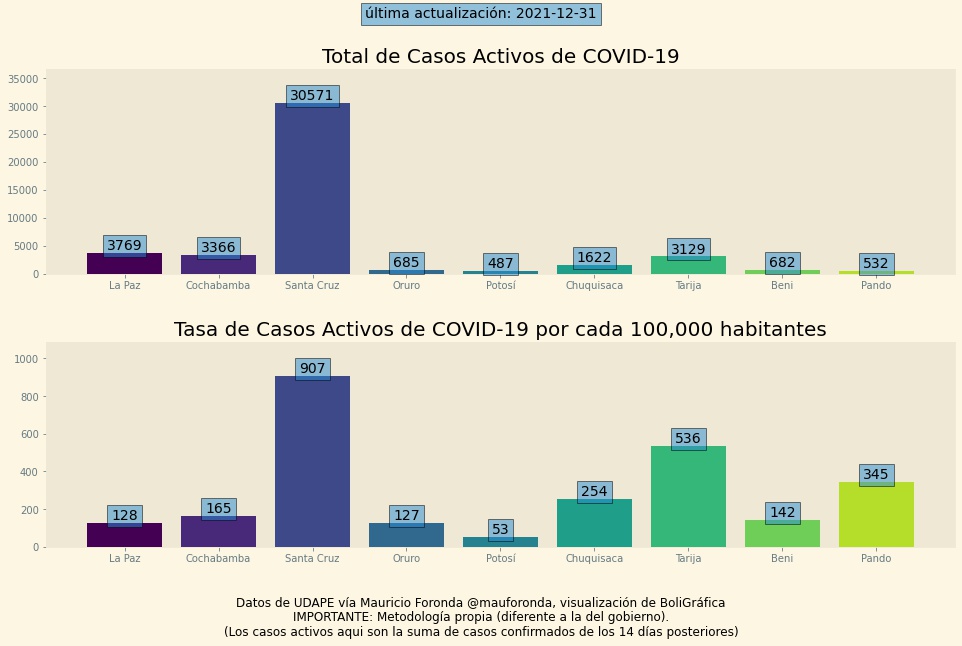 última actualización: 2021-12-31
Total de Casos Activos de COVID-19
35000
30000
25000
20000
15000
10000
5000
0
3769
3366
30571
685
487
1622
3129
682
532
La Paz
Cochabamba
Santa Cruz
Oruro
Potosí
Chuquisaca
Tarija
Beni
Pando
Tasa de Casos Activos de COVID-19 por cada 100,000 habitantes
1000
800
600
400
200
0
128
165
907
127
53
254
536
142
345
La Paz
Cochabamba
Santa Cruz
Oruro
Potosí
Chuquisaca
Tarija
Beni
Pando
Datos de UDAPE vía Mauricio Foronda @mauforonda, visualización de BoliGráfica
IMPORTANTE: Metodología propia (diferente a la del gobierno).
(Los casos activos aqui son la suma de casos confirmados de los 14 días posteriores)